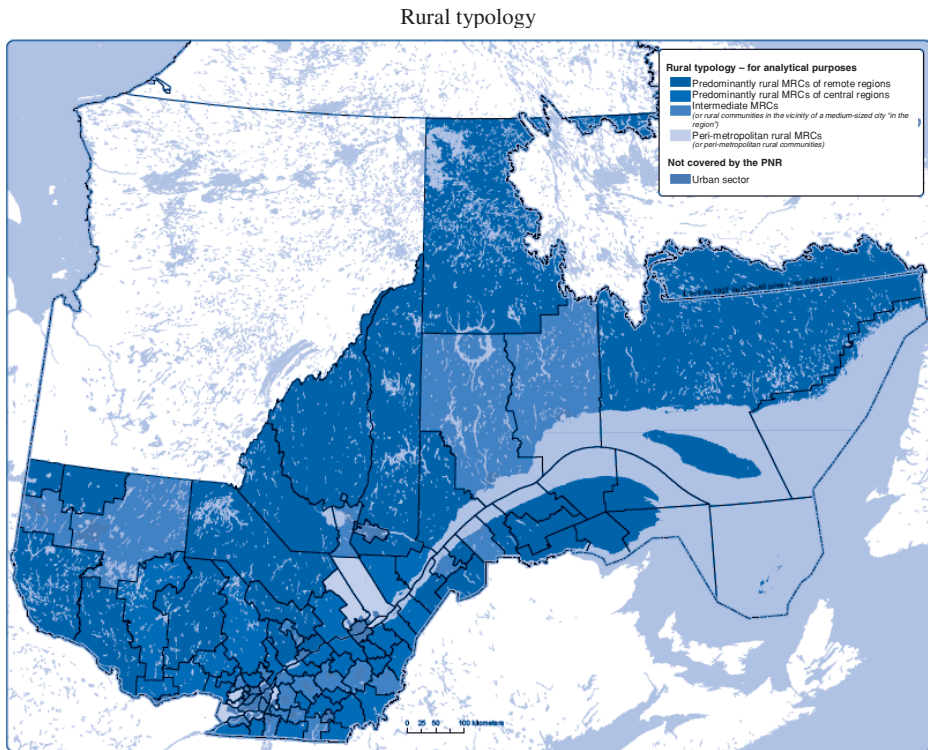 Rural typology
Rural typology – for analytical purposes
Predominantly rural MRCs of remote regions
Predominantly rural MRCs of central regions
Intermediate MRCs
(or rural communities in the vicinity of a medium-sized city “in the
region”)
Peri-metropolitan rural MRCs
(or peri-metropolitan rural communities)
Not covered by the PNR
Urban sector
0 25 50 100 kilometers